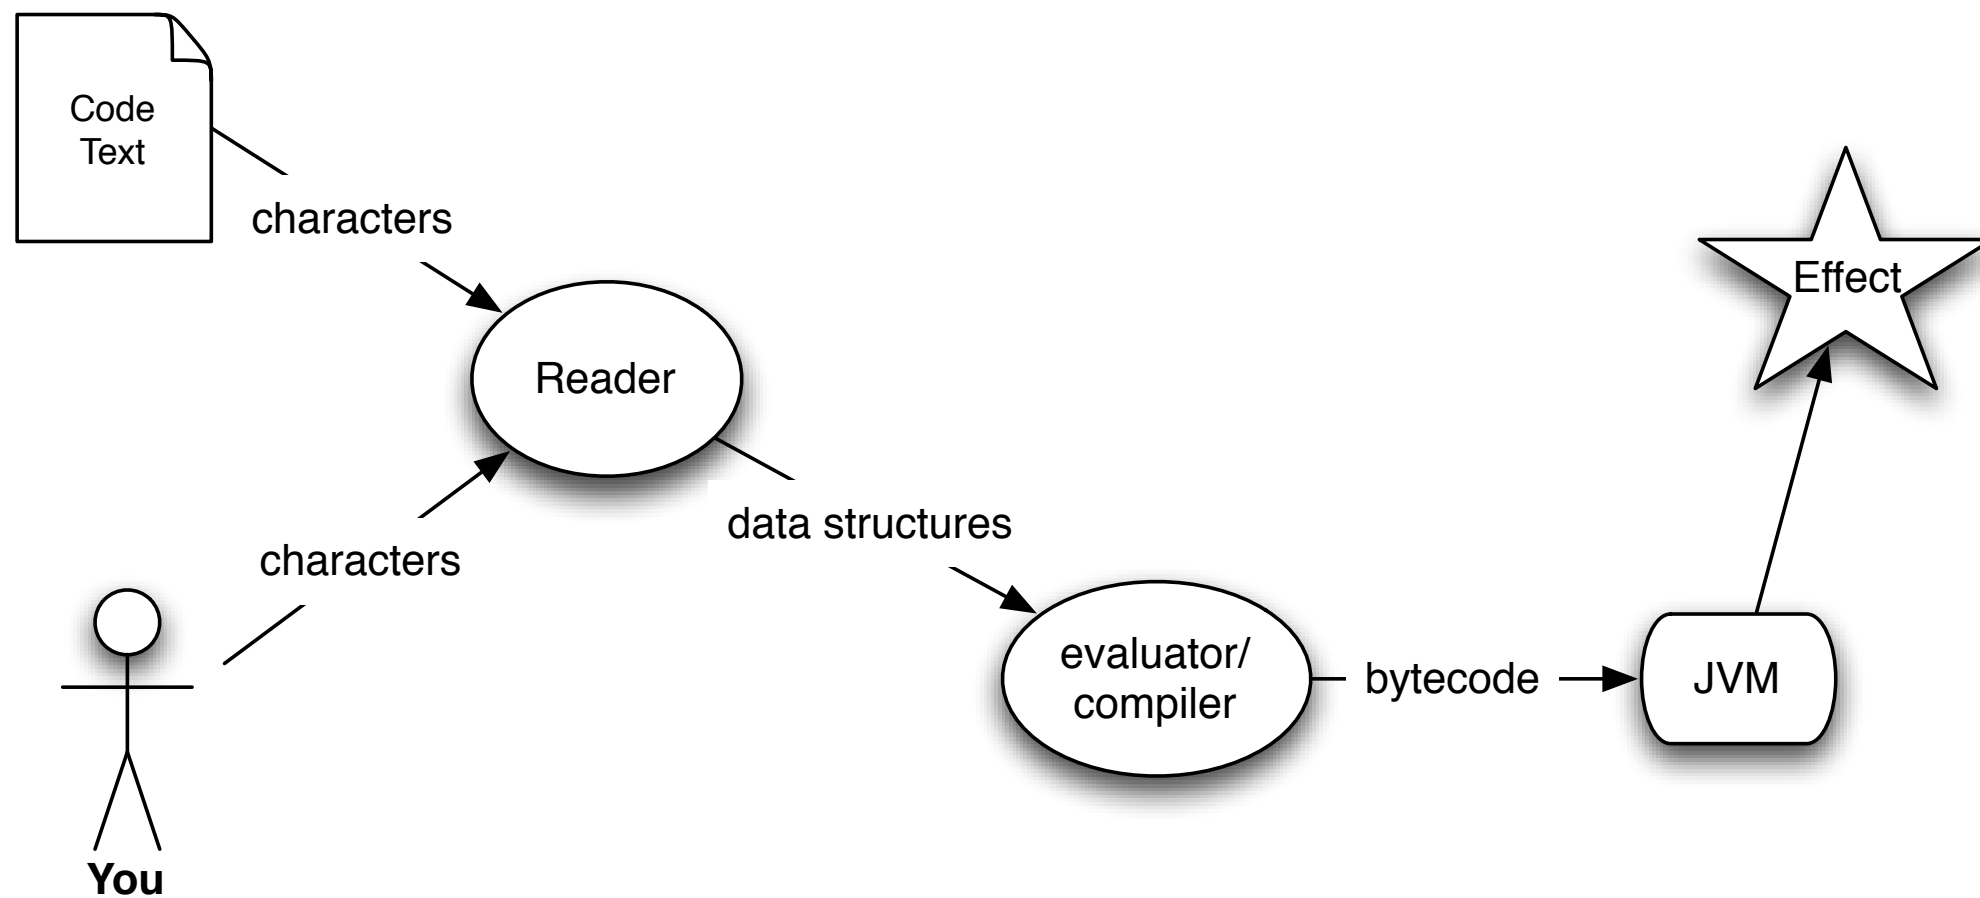 Code
Text
characters
Effect
Reader
data structures
characters
evaluator/
compiler
bytecode
JVM
You